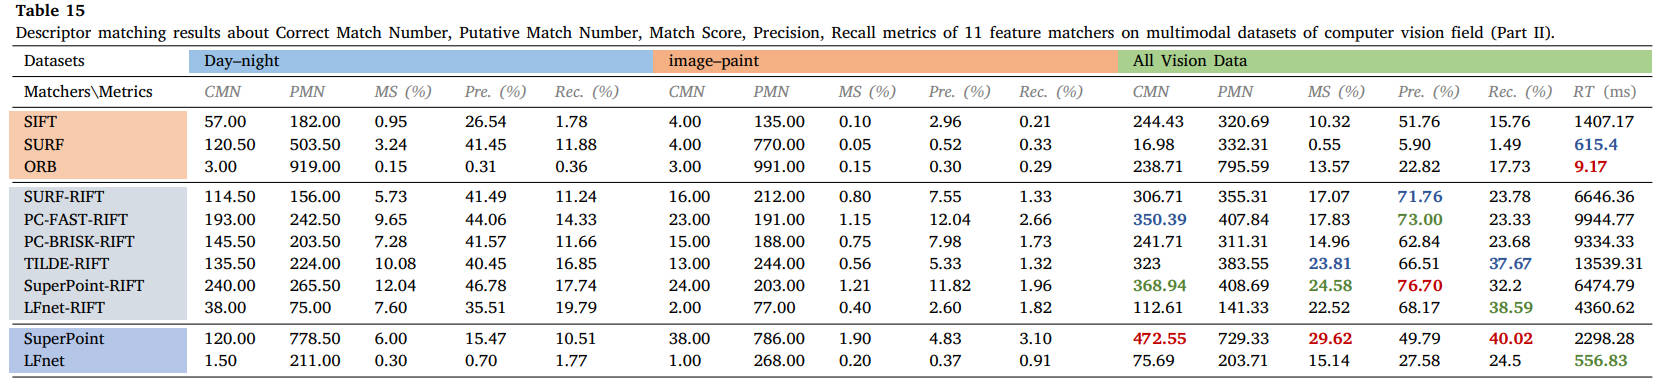 Table 15
Descriptor matching results about Correct Match Number, Putative Match Number, Match Score, Precision, Recall metrics of 11 feature matchers on multimodal datasets of computer vision field (Part II).
Datasets Day–night image–paint All Vision Data
Matchers\Metrics CMN PMN MS (%) Pre. (%) Rec. (%) CMN PMN MS (%) Pre. (%) Rec. (%) CMN PMN MS (%) Pre. (%) Rec. (%) RT (ms)
SIFT 57.00 182.00 0.95 26.54 1.78 4.00 135.00 0.10 2.96 0.21 244.43 320.69 10.32 51.76 15.76 1407.17
SURF 120.50 503.50 3.24 41.45 11.88 4.00 770.00 0.05 0.52 0.33 16.98 332.31 0.55 5.90 1.49 615.4
ORB 3.00 919.00 0.15 0.31 0.36 3.00 991.00 0.15 0.30 0.29 238.71 795.59 13.57 22.82 17.73 9.17
SURF-RIFT 114.50 156.00 5.73 41.49 11.24 16.00 212.00 0.80 7.55 1.33 306.71 355.31 17.07 71.76 23.78 6646.36
PC-FAST-RIFT 193.00 242.50 9.65 44.06 14.33 23.00 191.00 1.15 12.04 2.66 350.39 407.84 17.83 73.00 23.33 9944.77
PC-BRISK-RIFT 145.50 203.50 7.28 41.57 11.66 15.00 188.00 0.75 7.98 1.73 241.71 311.31 14.96 62.84 23.68 9334.33
TILDE-RIFT 135.50 224.00 10.08 40.45 16.85 13.00 244.00 0.56 5.33 1.32 323 383.55 23.81 66.51 37.67 13539.31
SuperPoint-RIFT 240.00 265.50 12.04 46.78 17.74 24.00 203.00 1.21 11.82 1.96 368.94 408.69 24.58 76.70 32.2 6474.79
LFnet-RIFT 38.00 75.00 7.60 35.51 19.79 2.00 77.00 0.40 2.60 1.82 112.61 141.33 22.52 68.17 38.59 4360.62
SuperPoint 120.00 778.50 6.00 15.47 10.51 38.00 786.00 1.90 4.83 3.10 472.55 729.33 29.62 49.79 40.02 2298.28
LFnet 1.50 211.00 0.30 0.70 1.77 1.00 268.00 0.20 0.37 0.91 75.69 203.71 15.14 27.58 24.5 556.83